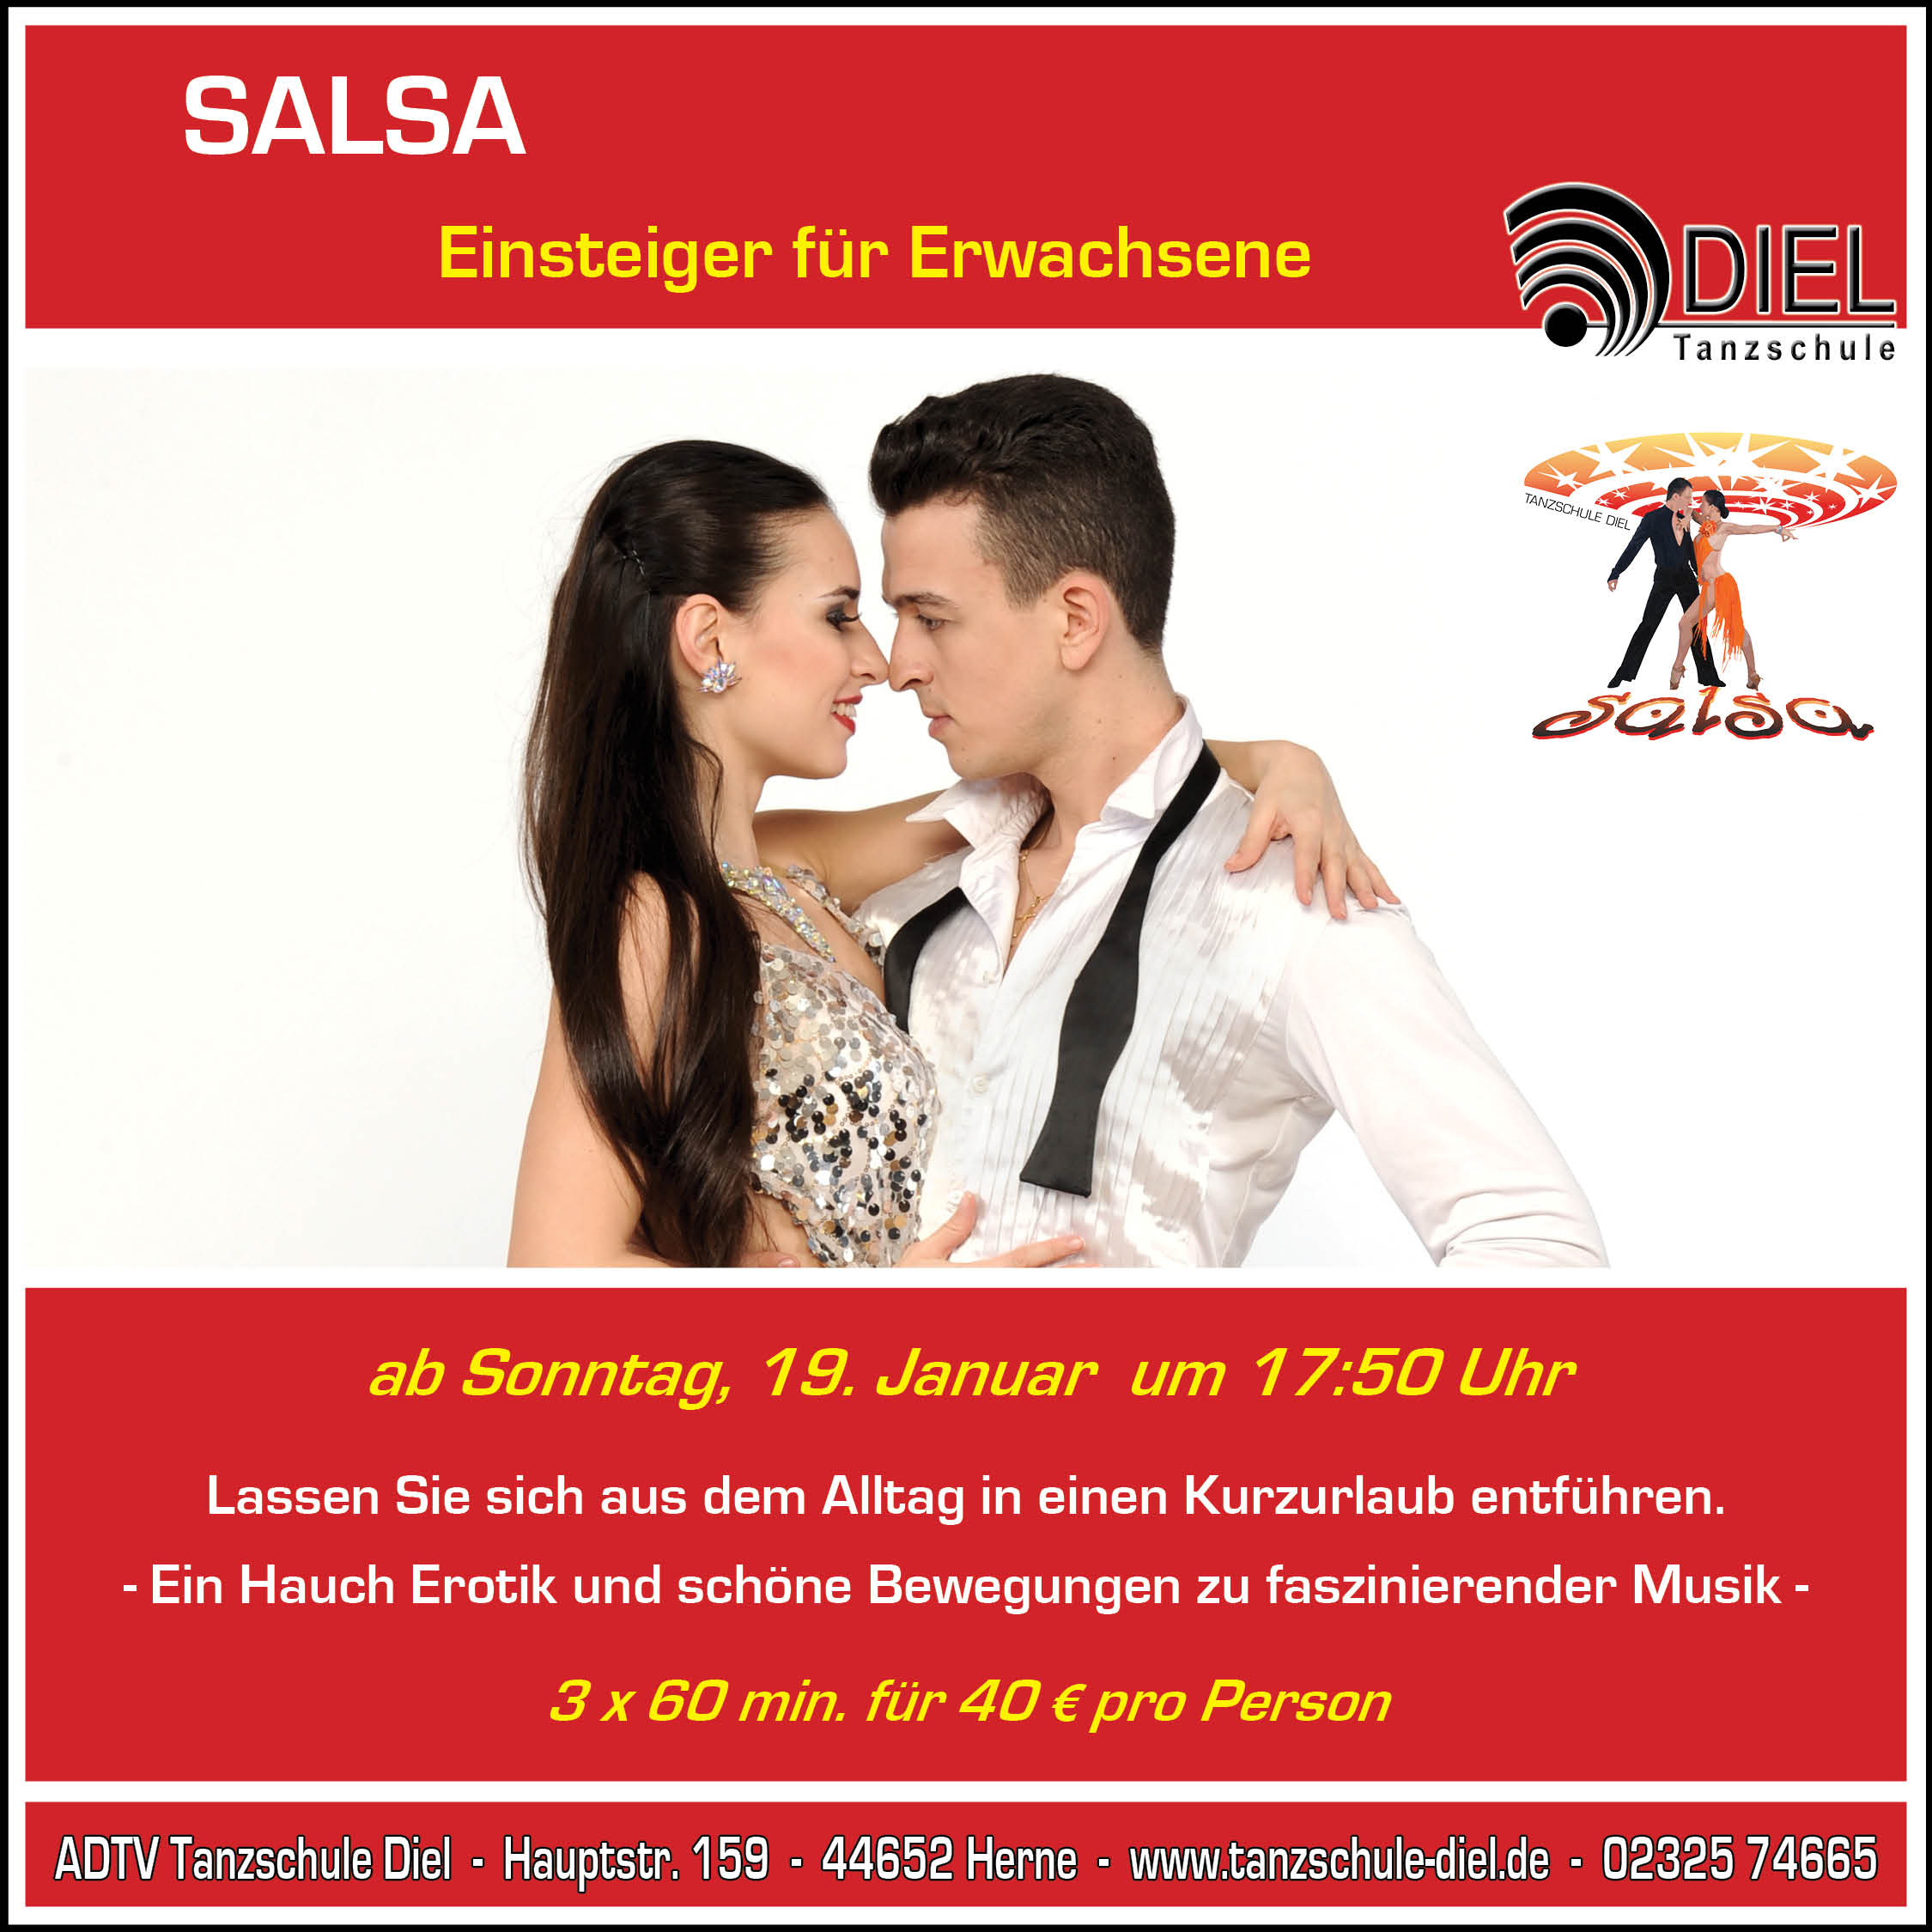 SALSA
Einsteiger für Erwachsene
DIEL
Tanzschule
TANZSCHULE DIEL
salsa
ab Sonntag, 19. Januar um 17:50 Uhr
Lassen Sie sich aus dem Alltag in einen Kurzurlaub entführen.
- Ein Hauch Erotik und schöne Bewegungen zu faszinierender Musik -
3 x 60 min. für 40 € pro Person
ADTV Tanzschule Diel - Hauptstr. 159 - 44652 Herne - www.tanzschule-diel.de - 02325 74665